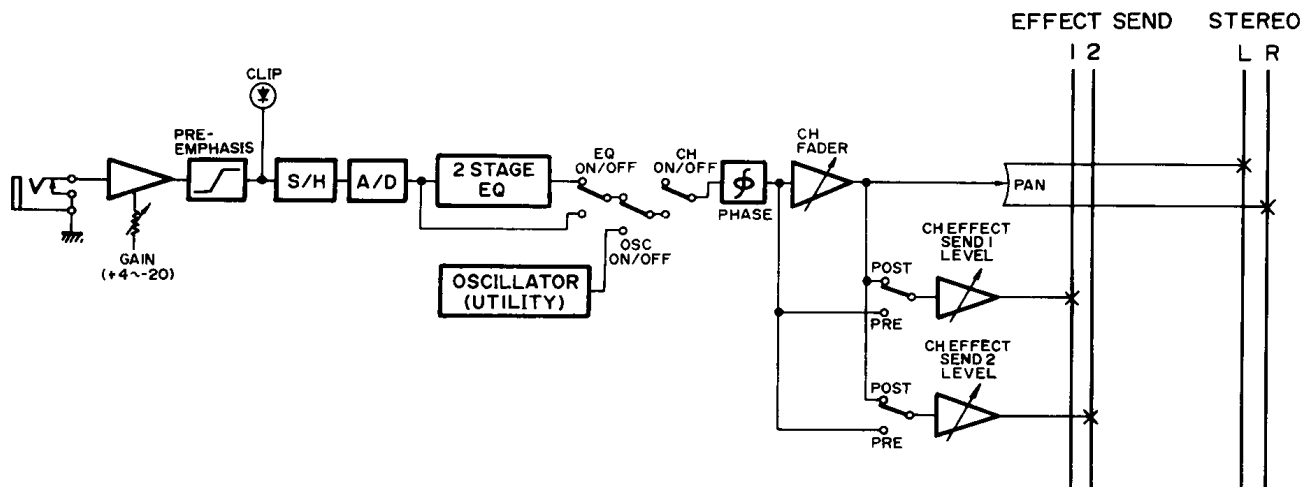 EFFECT SEND STEREO
1 2 L R
CLIP
PRE-
EMPHASIS
S/H
A/D
2 STAGE
EQ
EQ
ON/OFF
CH
ON/OFF
CH
FADER
ϕ
PHASE
PAN
GAIN
(+4~-20)
OSC
ON/OFF
OSCILLATOR
(UTILITY)
CH EFFECT
SEND 1
LEVEL
POST
PRE
CH EFFECT
SEND 2
LEVEL
POST
PRE